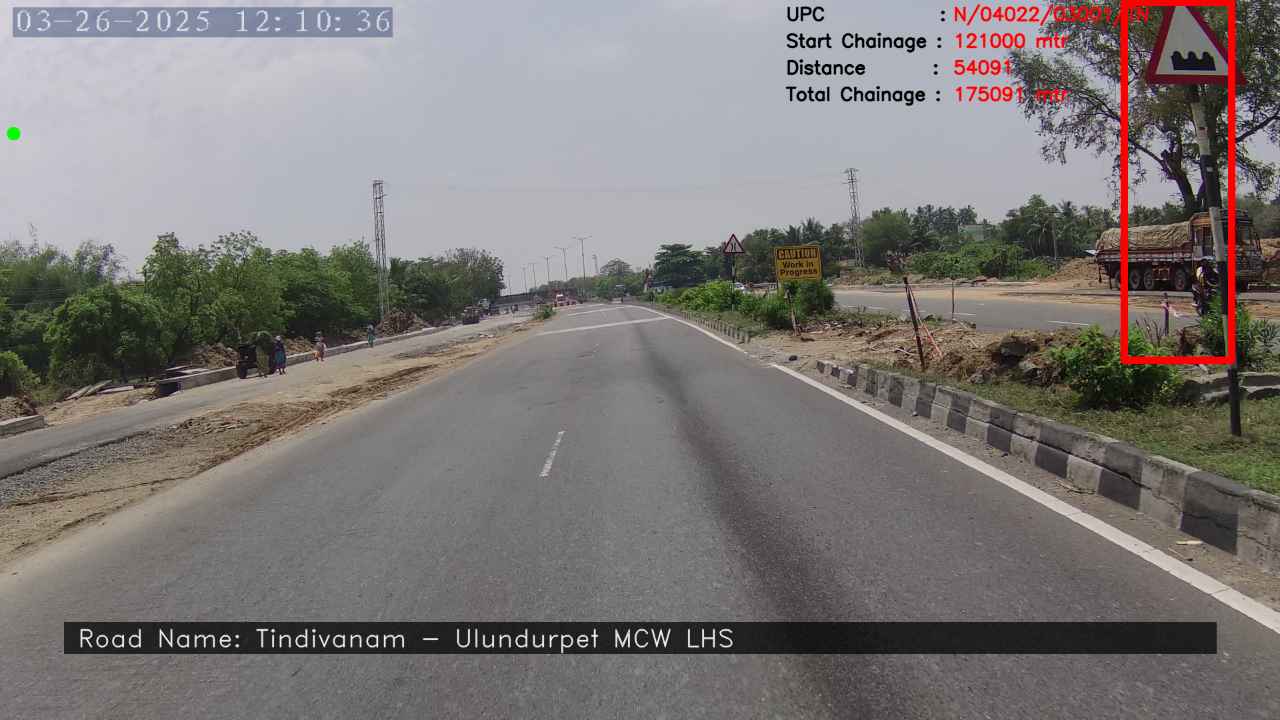 03-26-2025 12:10:36
UPC : N/04022/03001/TN
Start Chainage : 121000 mtr
Distance : 54091
Total Chainage : 175091 mtr
CAUTION
Work in
Progress
Road Name: Tindivanam - Ulundurpet MCW LHS